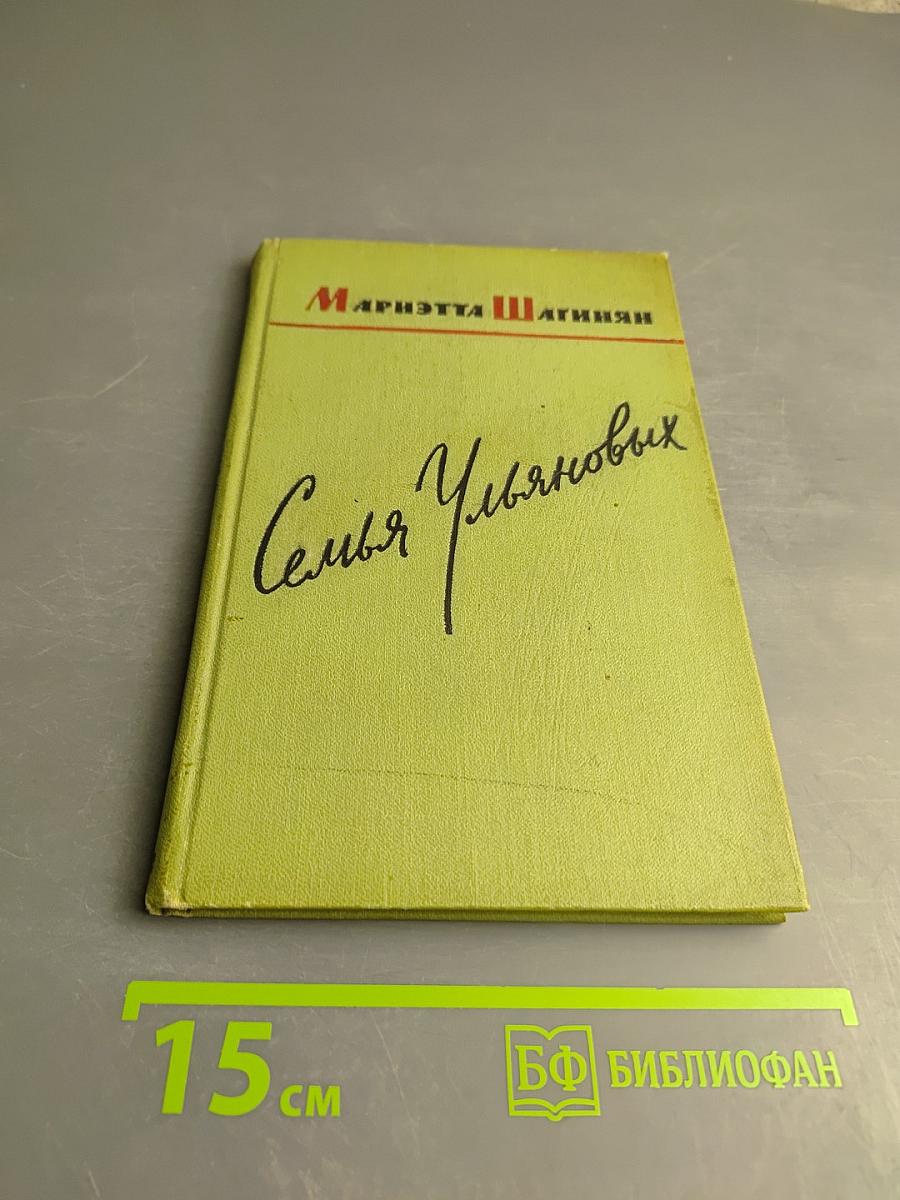 Мариэтта Шагинян
Семья Ульяновых
15 см
БФ БИБЛИОФАН